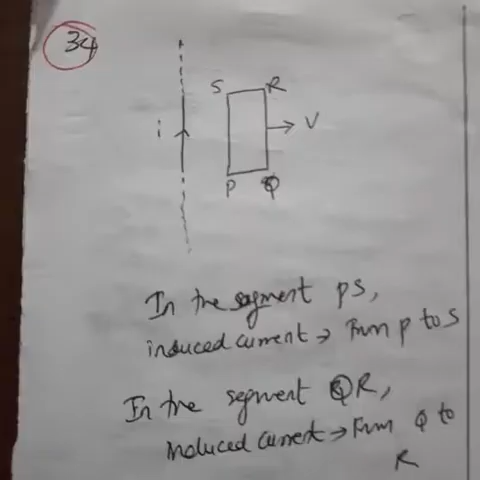 34
S R
i V
P Q
In the segment PS,
induced current → From P to S
In the segment QR,
Induced current → From Q to
R